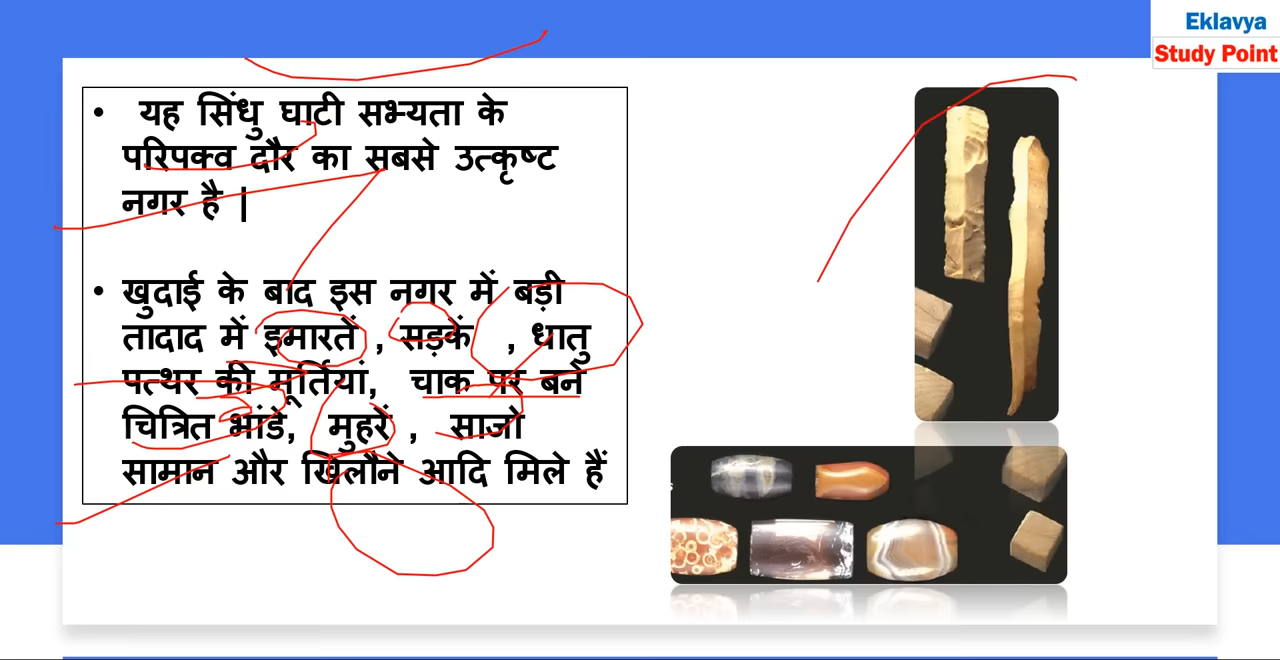 Eklavya
Study Point
• यह सिंधु घाटी सभ्यता के
परिपक्व दौर का सबसे उत्कृष्ट
नगर है |
• खुदाई के बाद इस नगर में बड़ी
तादाद में इमारतें , सड़कें , धातु
पत्थर की मूर्तियां, चाक पर बने
चित्रित भांडे, मुहरें , साजो
सामान और खिलौने आदि मिले हैं
s